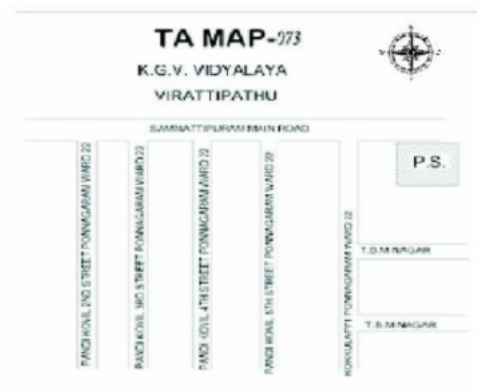 TA MAP-073
K.G.V. VIDYALAYA
VIRATTIPATHU
SAMMATTIPURAM MAIN ROAD
P.S.
PANDI KOVIL 2ND STREET PONNAGARAM WARD 22
PANDI KOVIL 3RD STREET PONNAGARAM WARD 22
PANDI KOVIL 4TH STREET PONNAGARAM WARD 22
PANDI KOVIL 5TH STREET PONNAGARAM WARD 22
PONNAGARAM WARD 22
T.B.M NAGAR
T.B.M NAGAR